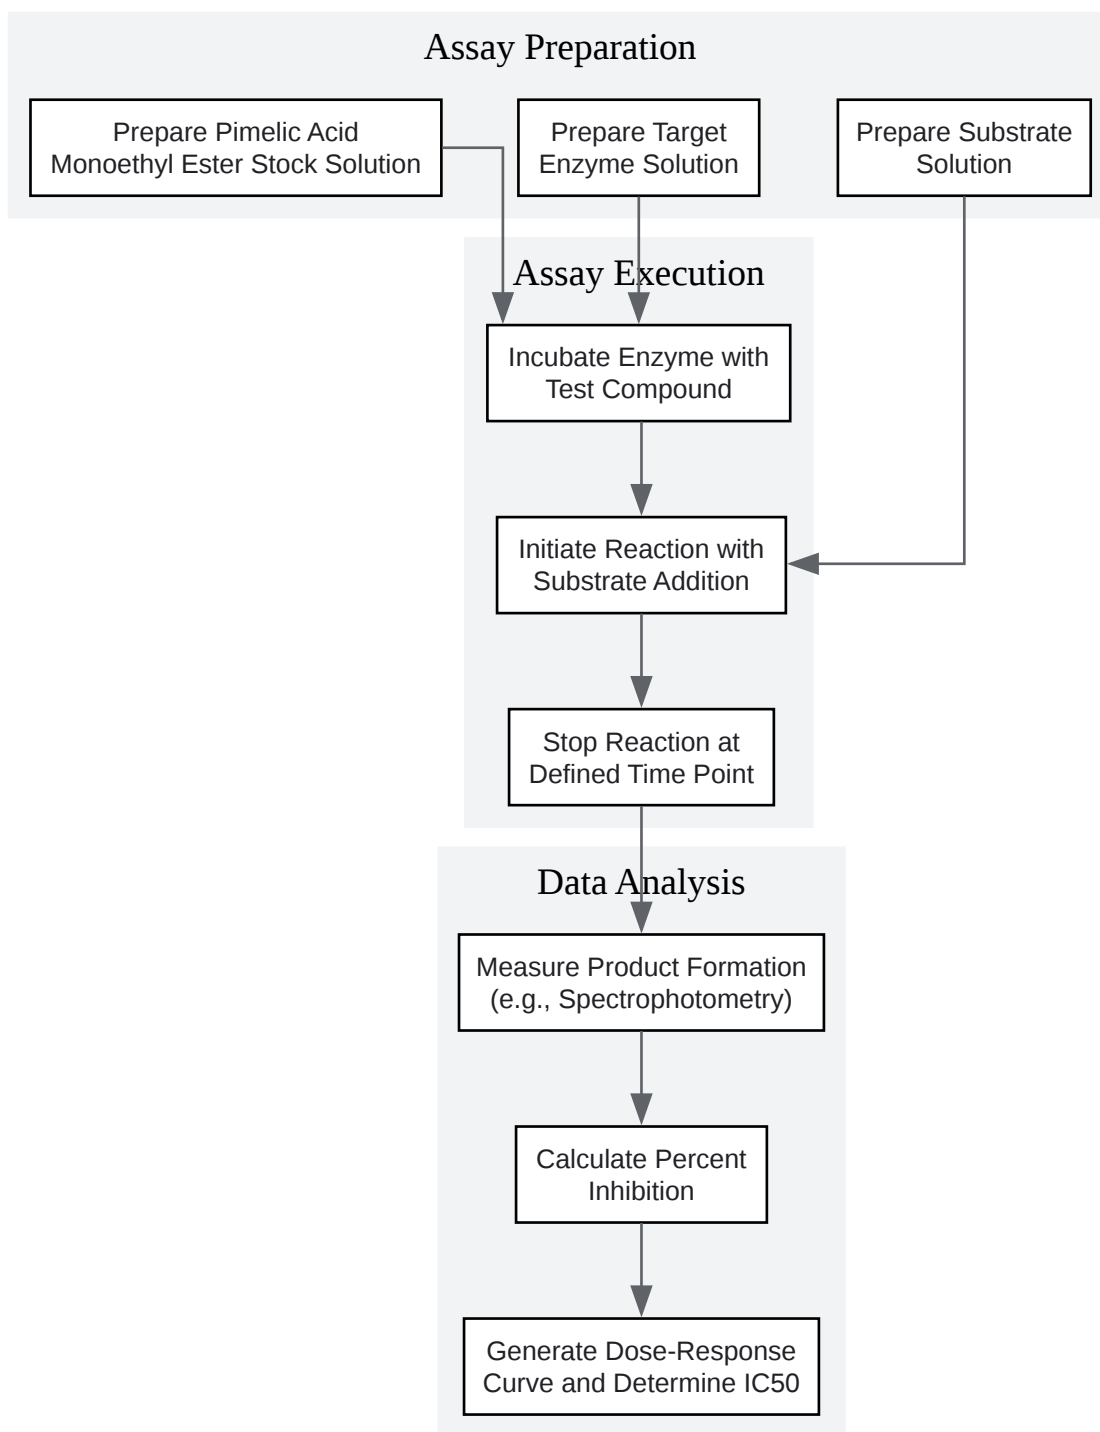 Assay Preparation
Prepare Pimelic Acid
Monoethyl Ester Stock Solution
Prepare Target
Enzyme Solution
Prepare Substrate
Solution
Assay Execution
Incubate Enzyme with
Test Compound
Initiate Reaction with
Substrate Addition
Stop Reaction at
Defined Time Point
Data Analysis
Measure Product Formation
(e.g., Spectrophotometry)
Calculate Percent
Inhibition
Generate Dose-Response
Curve and Determine IC50